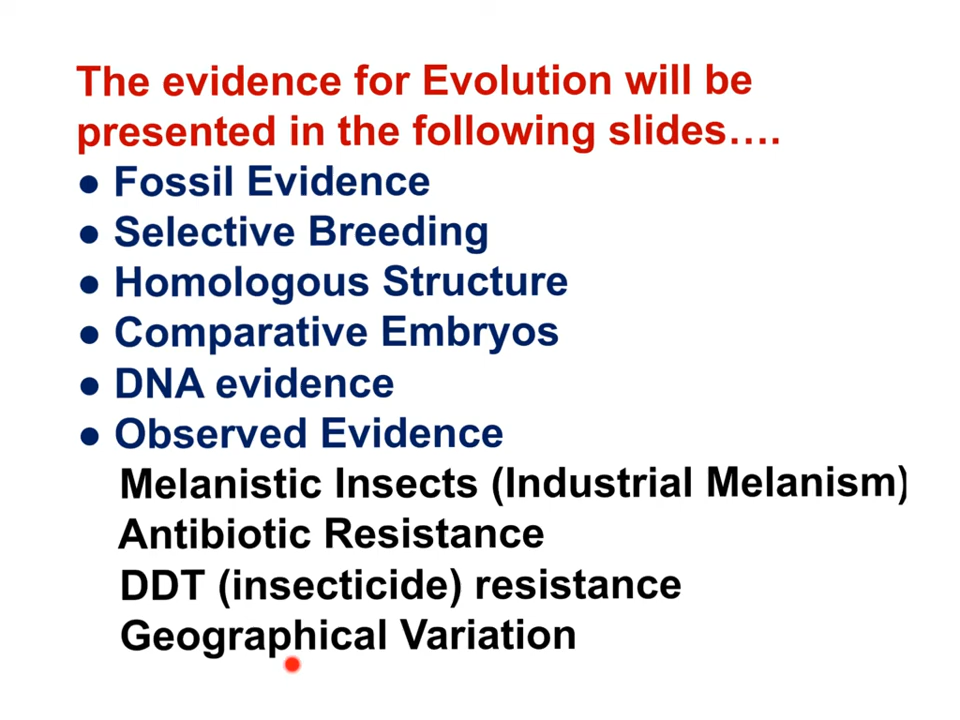 The evidence for Evolution will be
presented in the following slides….
● Fossil Evidence
● Selective Breeding
● Homologous Structure
● Comparative Embryos
● DNA evidence
● Observed Evidence
Melanistic Insects (Industrial Melanism)
Antibiotic Resistance
DDT (insecticide) resistance
Geographical Variation